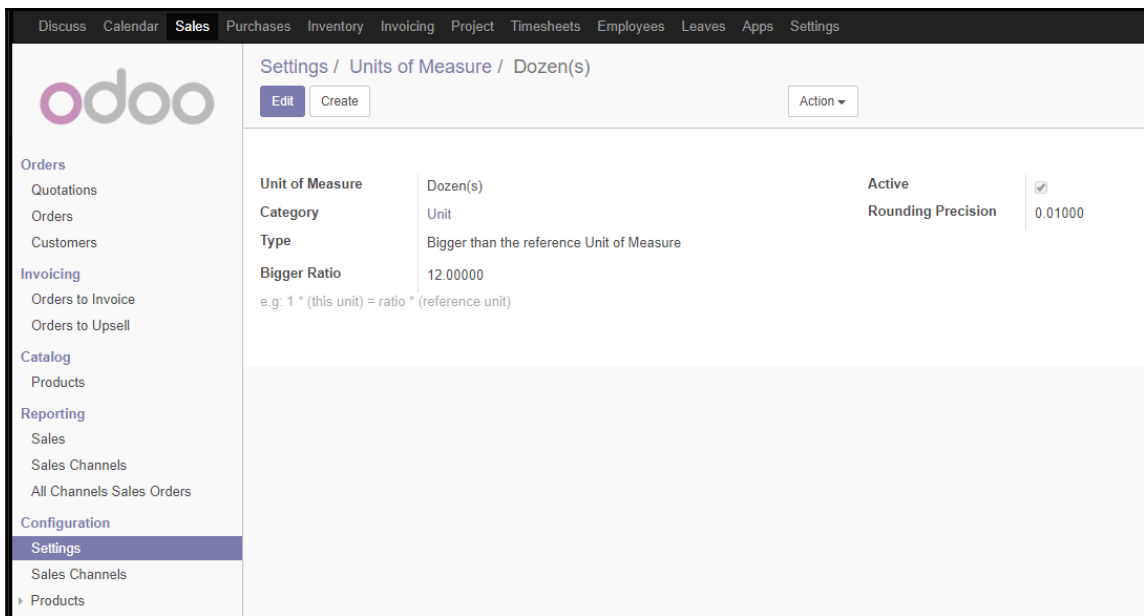 Discuss Calendar Sales Purchases Inventory Invoicing Project Timesheets Employees Leaves Apps Settings
odoo
Orders
Quotations
Orders
Customers
Invoicing
Orders to Invoice
Orders to Upsell
Catalog
Products
Reporting
Sales
Sales Channels
All Channels Sales Orders
Configuration
Settings
Sales Channels
Products
Settings / Units of Measure / Dozen(s)
Edit Create Action
Unit of Measure Dozen(s)
Category Unit
Type Bigger than the reference Unit of Measure
Bigger Ratio 12.00000
e.g: 1 * (this unit) = ratio * (reference unit)
Active
Rounding Precision 0.01000